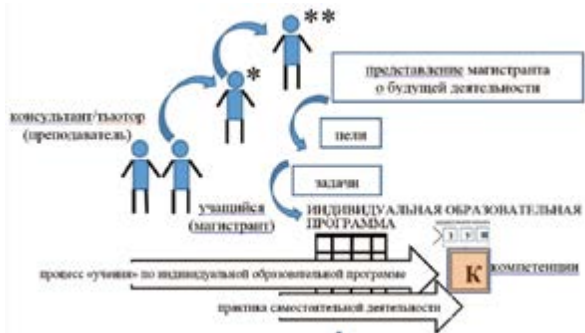 **
*
представление магистранта
о будущей деятельности
консультант/тьютор
(преподаватель)
цели
задачи
учащийся
(магистрант)
ИНДИВИДУАЛЬНАЯ ОБРАЗОВАТЕЛЬНАЯ
ПРОГРАММА
З У Н
К
компетенции
процесс «учения» по индивидуальной образовательной программе
практика самостоятельной деятельности